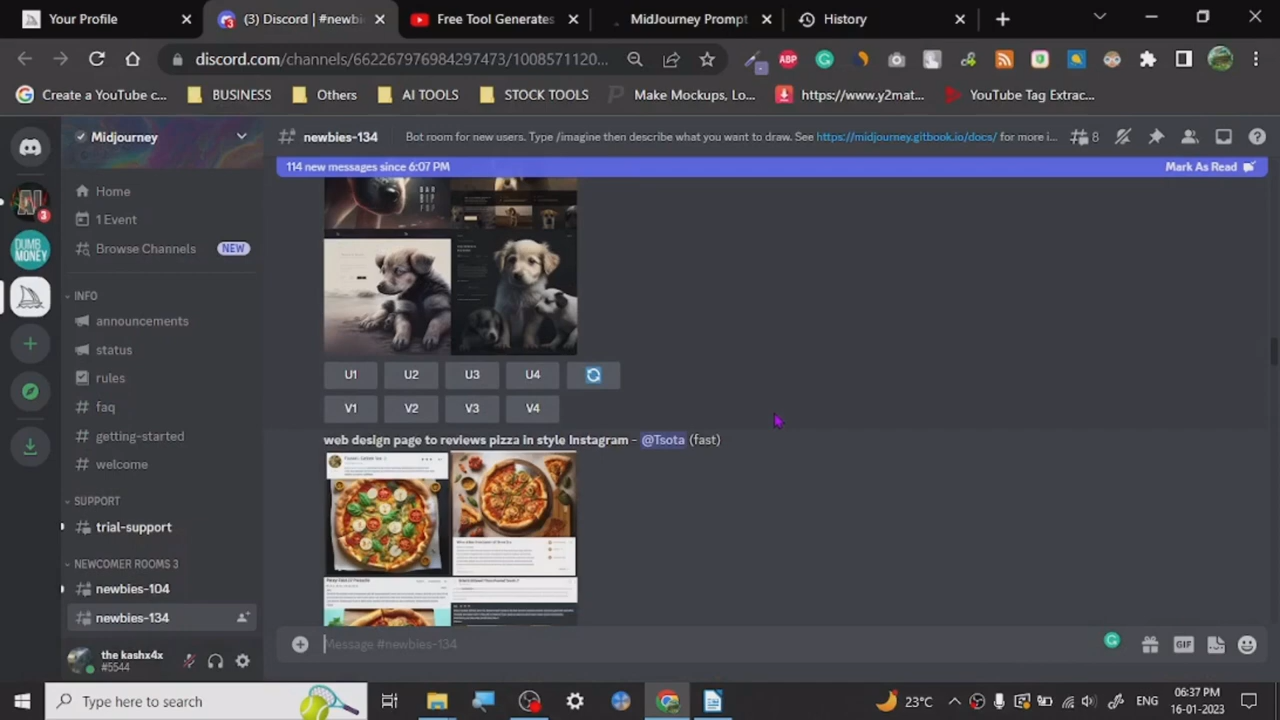 Your Profile
(3) Discord | #newbi
Free Tool Generates
MidJourney Prompt
History
discord.com/channels/662267976984297473/1008571120...
ABP
Create a YouTube c...
BUSINESS
Others
AI TOOLS
STOCK TOOLS
Make Mockups, Lo...
https://www.y2mat...
YouTube Tag Extrac...
Midjourney
newbies-134
Bot room for new users. Type /imagine then describe what you want to draw. See https://midjourney.gitbook.io/docs/ for more i...
8
114 new messages since 6:07 PM
Mark As Read
Home
1 Event
Browse Channels
NEW
3
DUMB
MONEY
INFO
announcements
status
rules
faq
getting-started
welcome
SUPPORT
trial-support
NEWCOMER ROOMS 3
newbies-104
newbies-134
the kashx4x
#5544
U1
U2
U3
U4
V1
V2
V3
V4
web design page to reviews pizza in style Instagram - @Tsota (fast)
Message #newbies-134
GIF
Type here to search
23°C
ENG
06:37 PM
16-01-2023